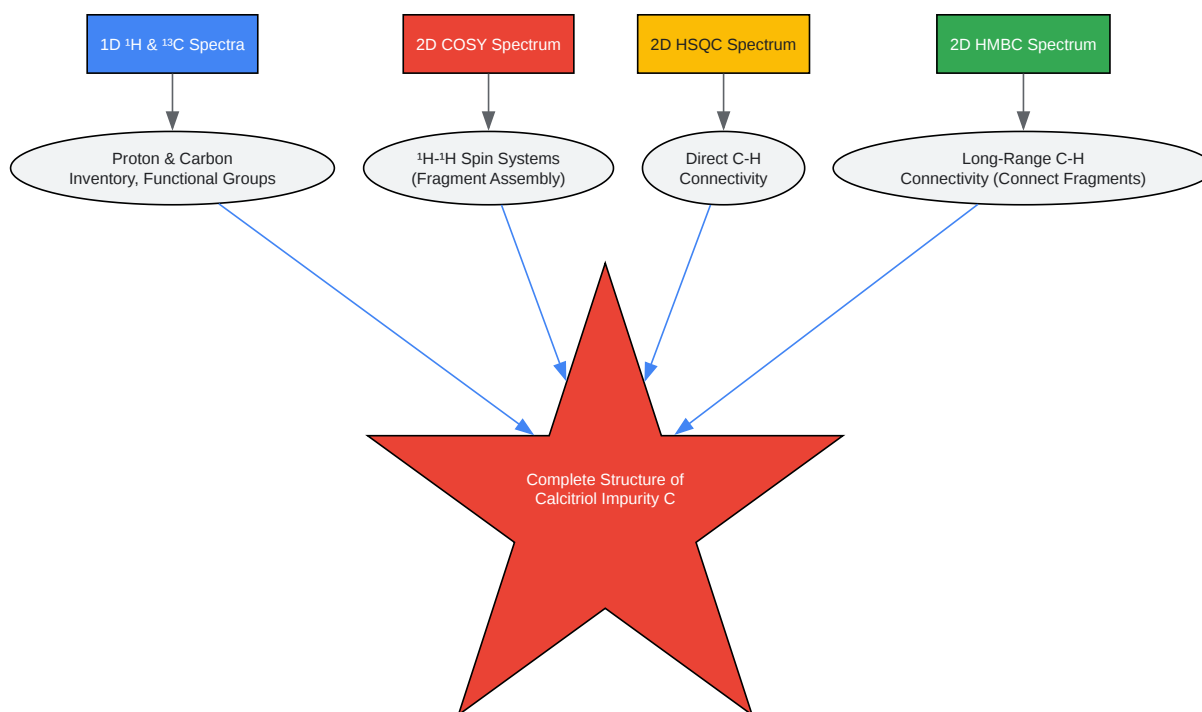 1D ¹H & ¹³C Spectra
2D COSY Spectrum
2D HSQC Spectrum
2D HMBC Spectrum
Proton & Carbon
Inventory, Functional Groups
¹H-¹H Spin Systems
(Fragment Assembly)
Direct C-H
Connectivity
Long-Range C-H
Connectivity (Connect Fragments)
Complete Structure of
Calcitriol Impurity C